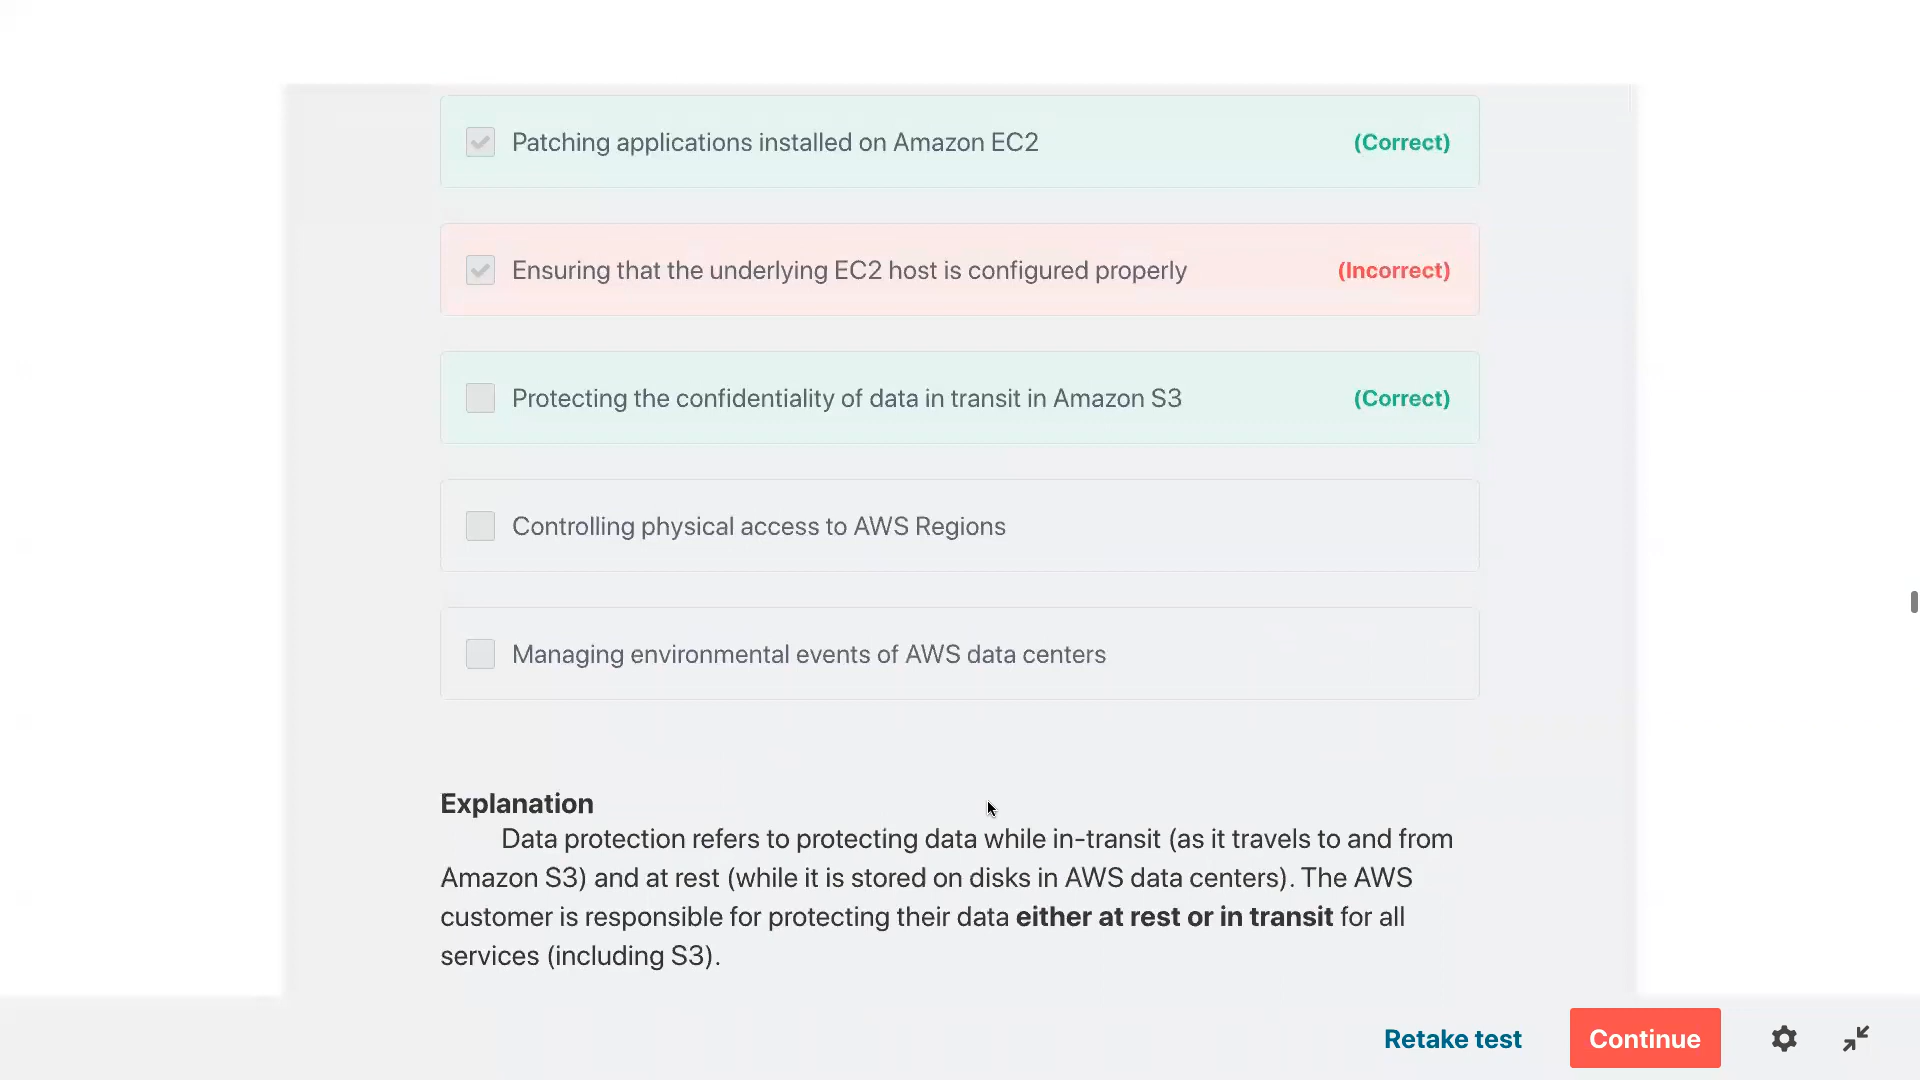 Patching applications installed on Amazon EC2 (Correct)
Ensuring that the underlying EC2 host is configured properly (Incorrect)
Protecting the confidentiality of data in transit in Amazon S3 (Correct)
Controlling physical access to AWS Regions
Managing environmental events of AWS data centers
Explanation
Data protection refers to protecting data while in-transit (as it travels to and from
Amazon S3) and at rest (while it is stored on disks in AWS data centers). The AWS
customer is responsible for protecting their data either at rest or in transit for all
services (including S3).
Retake test Continue